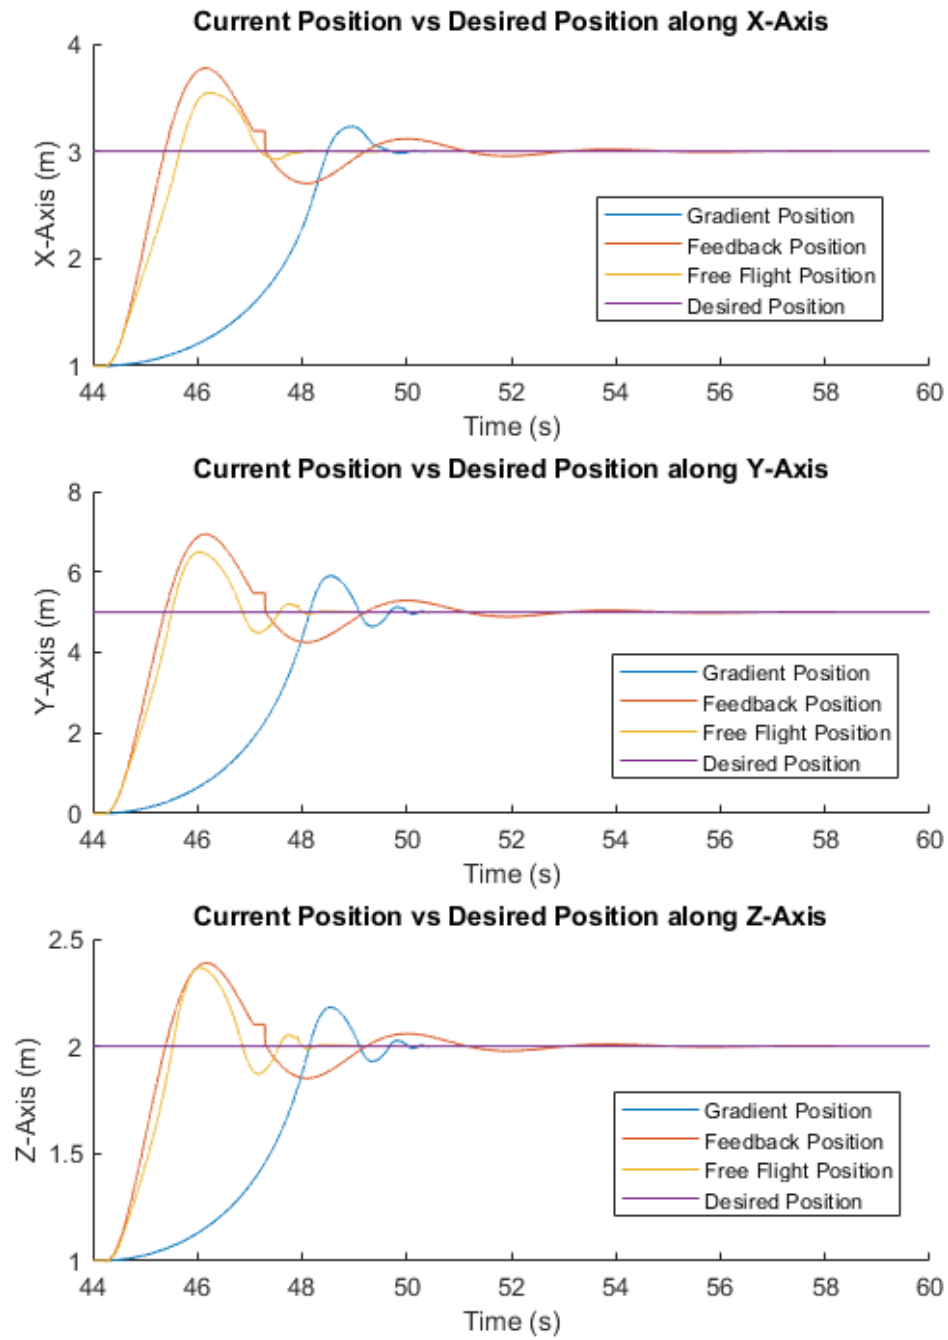 Current Position vs Desired Position along X-Axis
4
3
2
1
X-Axis (m)
44 46 48 50 52 54 56 58 60
Time (s)
Gradient Position
Feedback Position
Free Flight Position
Desired Position
Current Position vs Desired Position along Y-Axis
8
6
4
2
0
Y-Axis (m)
44 46 48 50 52 54 56 58 60
Time (s)
Gradient Position
Feedback Position
Free Flight Position
Desired Position
Current Position vs Desired Position along Z-Axis
2.5
2
1.5
1
Z-Axis (m)
44 46 48 50 52 54 56 58 60
Time (s)
Gradient Position
Feedback Position
Free Flight Position
Desired Position